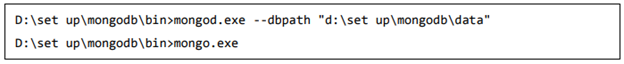 D:\set up\mongodb\bin>mongod.exe --dbpath "d:\set up\mongodb\data"
D:\set up\mongodb\bin>mongo.exe